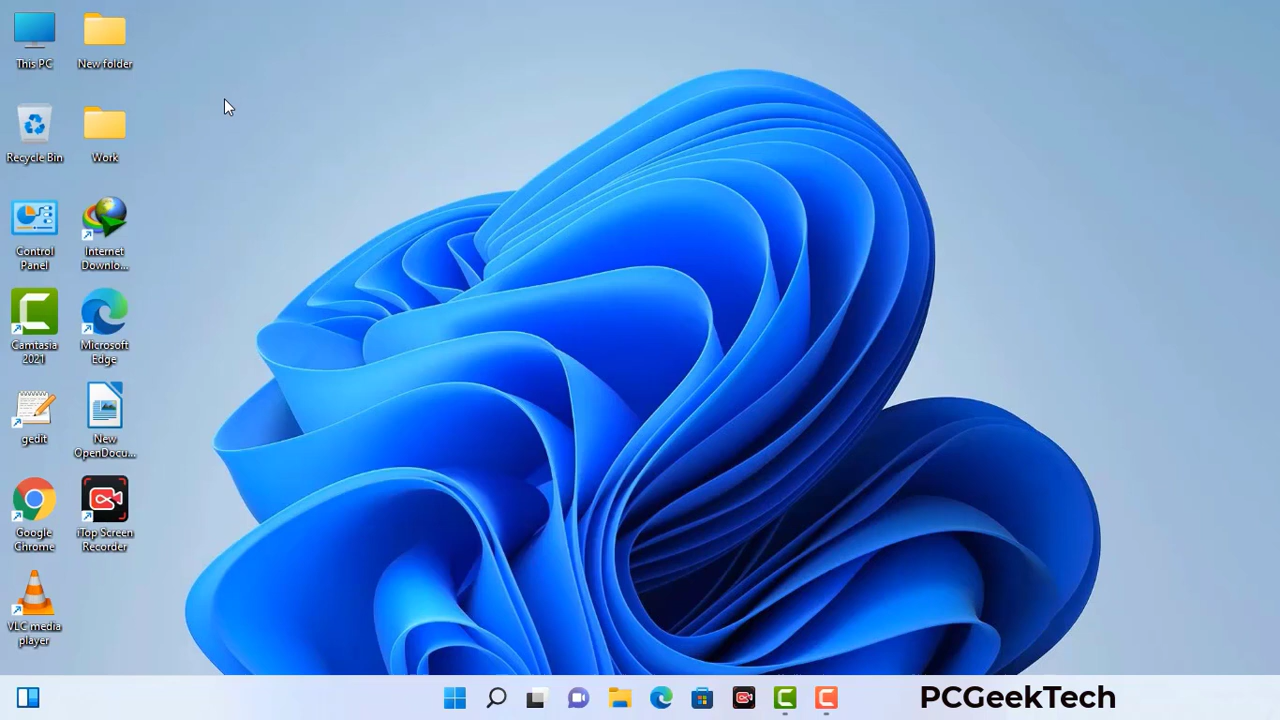 This PC
New folder
Recycle Bin
Work
Control
Panel
Internet
Downlo...
Camtasia
2021
Microsoft
Edge
gedit
New
OpenDocu...
Google
Chrome
iTop Screen
Recorder
VLC media
player
PCGeekTech